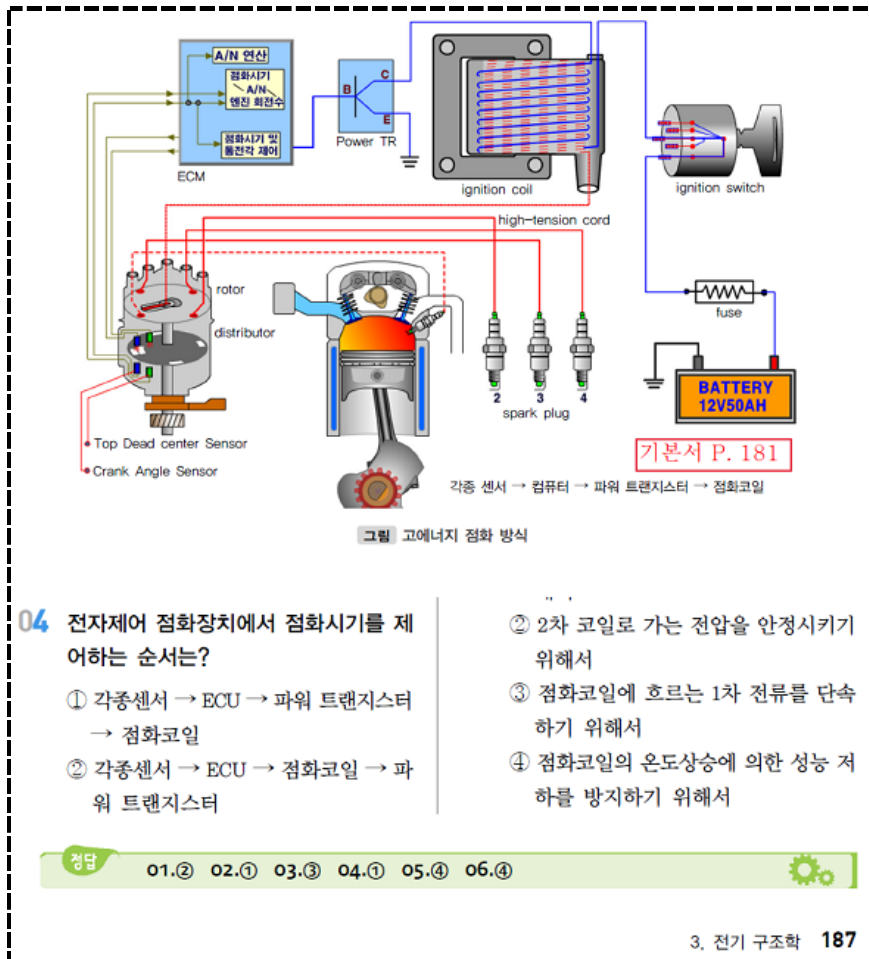 A/N 연산
점화시기
A/N
엔진 회전수
점화시기 및
통전각 제어
ECM
B
C
E
Power TR
ignition coil
ignition switch
high-tension cord
rotor
distributor
fuse
BATTERY
12V50AH
2
3
4
spark plug
Top Dead center Sensor
Crank Angle Sensor
기본서 P. 181
각종 센서 → 컴퓨터 → 파워 트랜지스터 → 점화코일
그림 고에너지 점화 방식
04 전자제어 점화장치에서 점화시기를 제
어하는 순서는?
① 각종센서 → ECU → 파워 트랜지스터
→ 점화코일
② 각종센서 → ECU → 점화코일 → 파
워 트랜지스터
② 2차 코일로 가는 전압을 안정시키기
위해서
③ 점화코일에 흐르는 1차 전류를 단속
하기 위해서
④ 점화코일의 온도상승에 의한 성능 저
하를 방지하기 위해서
정답 01.② 02.① 03.③ 04.① 05.④ 06.④
3. 전기 구조학 187